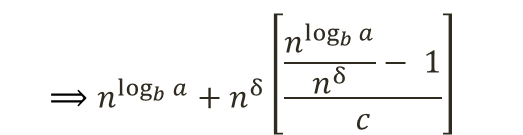 ⟹ n^{log_b a} + n^δ [ ( n^{log_b a} / n^δ − 1 ) / c ]